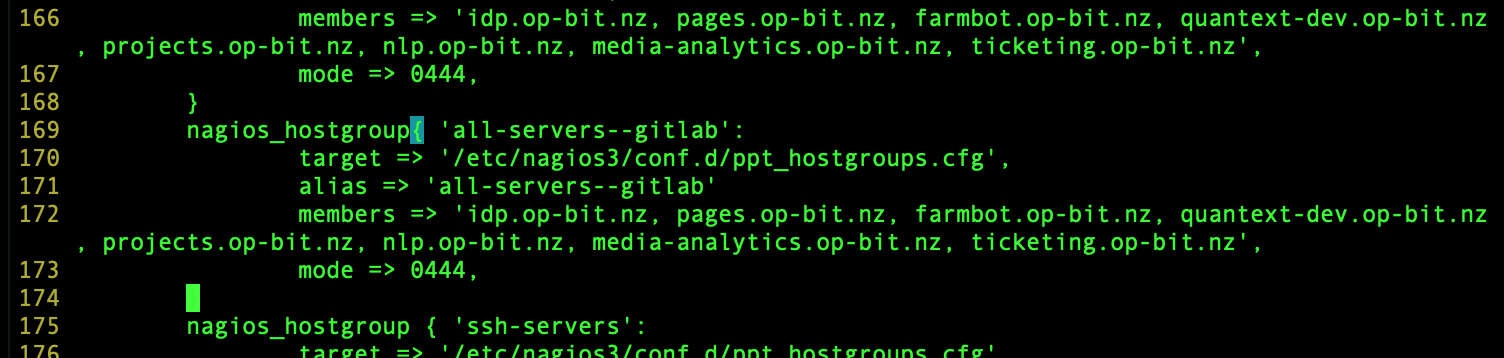 166 members => 'idp.op-bit.nz, pages.op-bit.nz, farmbot.op-bit.nz, quantext-dev.op-bit.nz
, projects.op-bit.nz, nlp.op-bit.nz, media-analytics.op-bit.nz, ticketing.op-bit.nz',
167 mode => 0444,
168 }
169 nagios_hostgroup{ 'all-servers--gitlab':
170 target => '/etc/nagios3/conf.d/ppt_hostgroups.cfg',
171 alias => 'all-servers--gitlab'
172 members => 'idp.op-bit.nz, pages.op-bit.nz, farmbot.op-bit.nz, quantext-dev.op-bit.nz
, projects.op-bit.nz, nlp.op-bit.nz, media-analytics.op-bit.nz, ticketing.op-bit.nz',
173 mode => 0444,
174
175 nagios_hostgroup { 'ssh-servers':
176 target => '/etc/nagios3/conf.d/ppt_hostgroups.cfg'